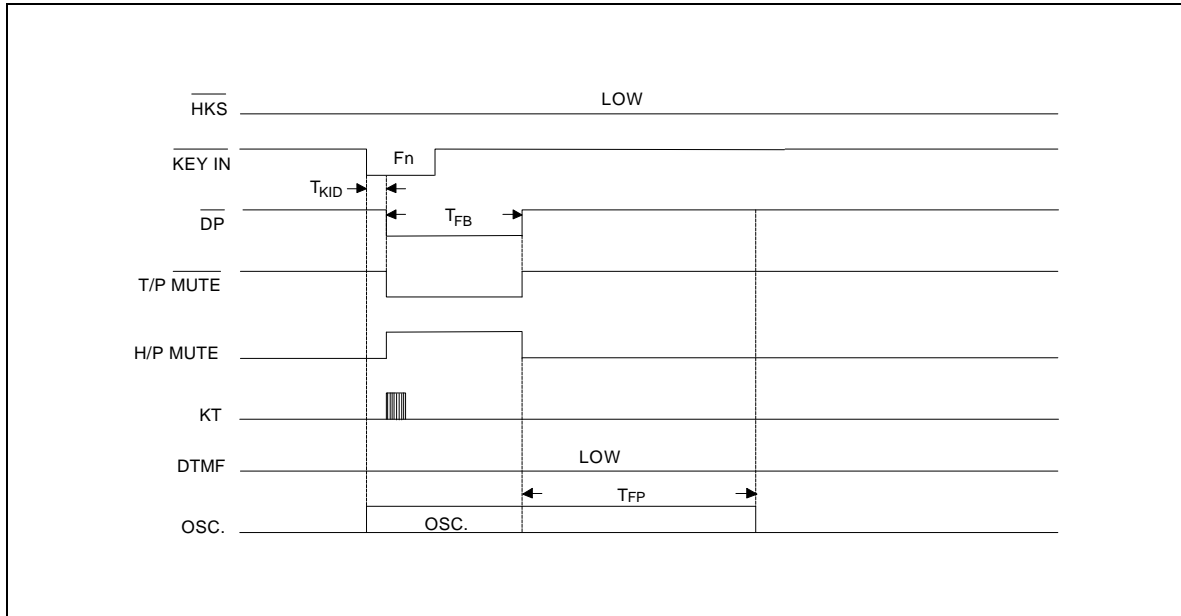 HKS
LOW
KEY IN
Fn
TKID
DP
TFB
T/P MUTE
H/P MUTE
KT
DTMF
LOW
TFP
OSC.
OSC.